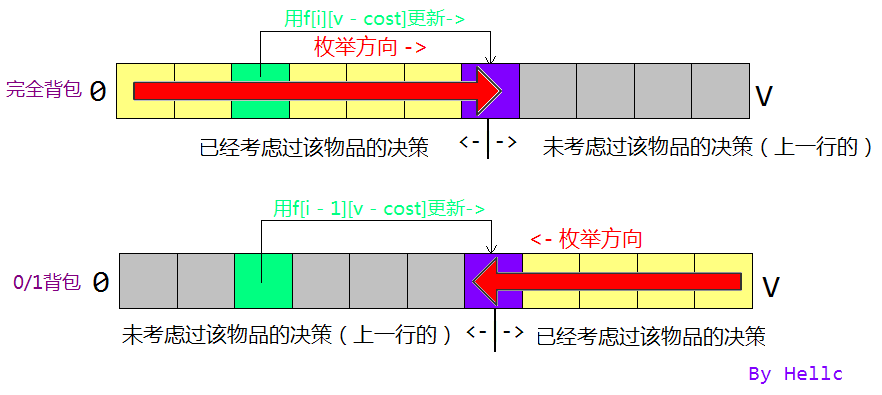 用f[i][v - cost]更新->
枚举方向 ->
完全背包 0 V
已经考虑过该物品的决策 <- -> 未考虑过该物品的决策（上一行的）
用f[i - 1][v - cost]更新->
<- 枚举方向
0/1背包 0 V
未考虑过该物品的决策（上一行的） <- -> 已经考虑过该物品的决策
By Hellc